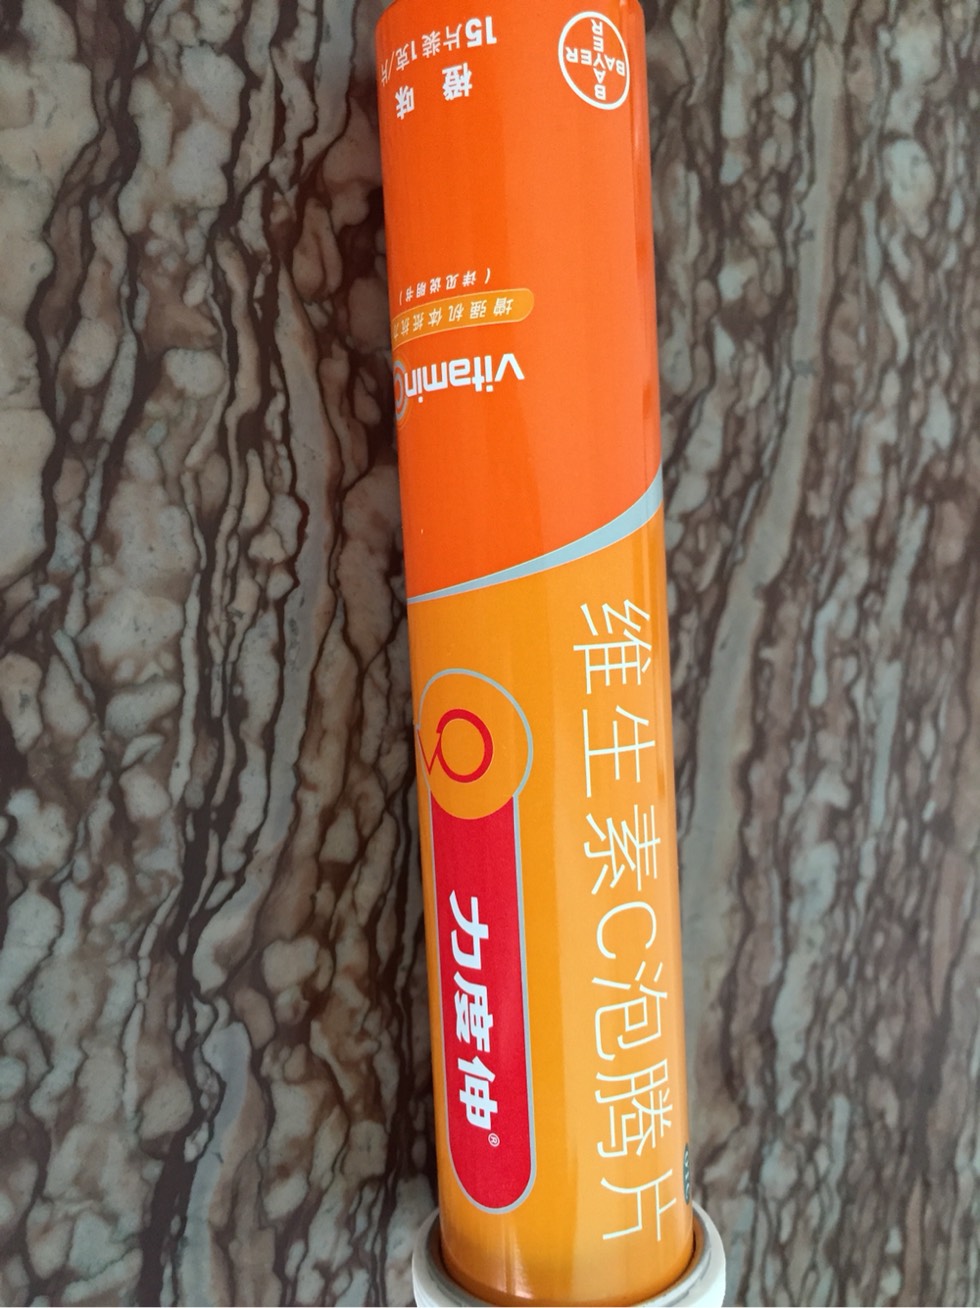 维生素C泡腾片
力度伸®
Vitamin C
增强机体抵抗力
(详见说明书)
橙味
15片装 1克/片
BAYER
BAYER